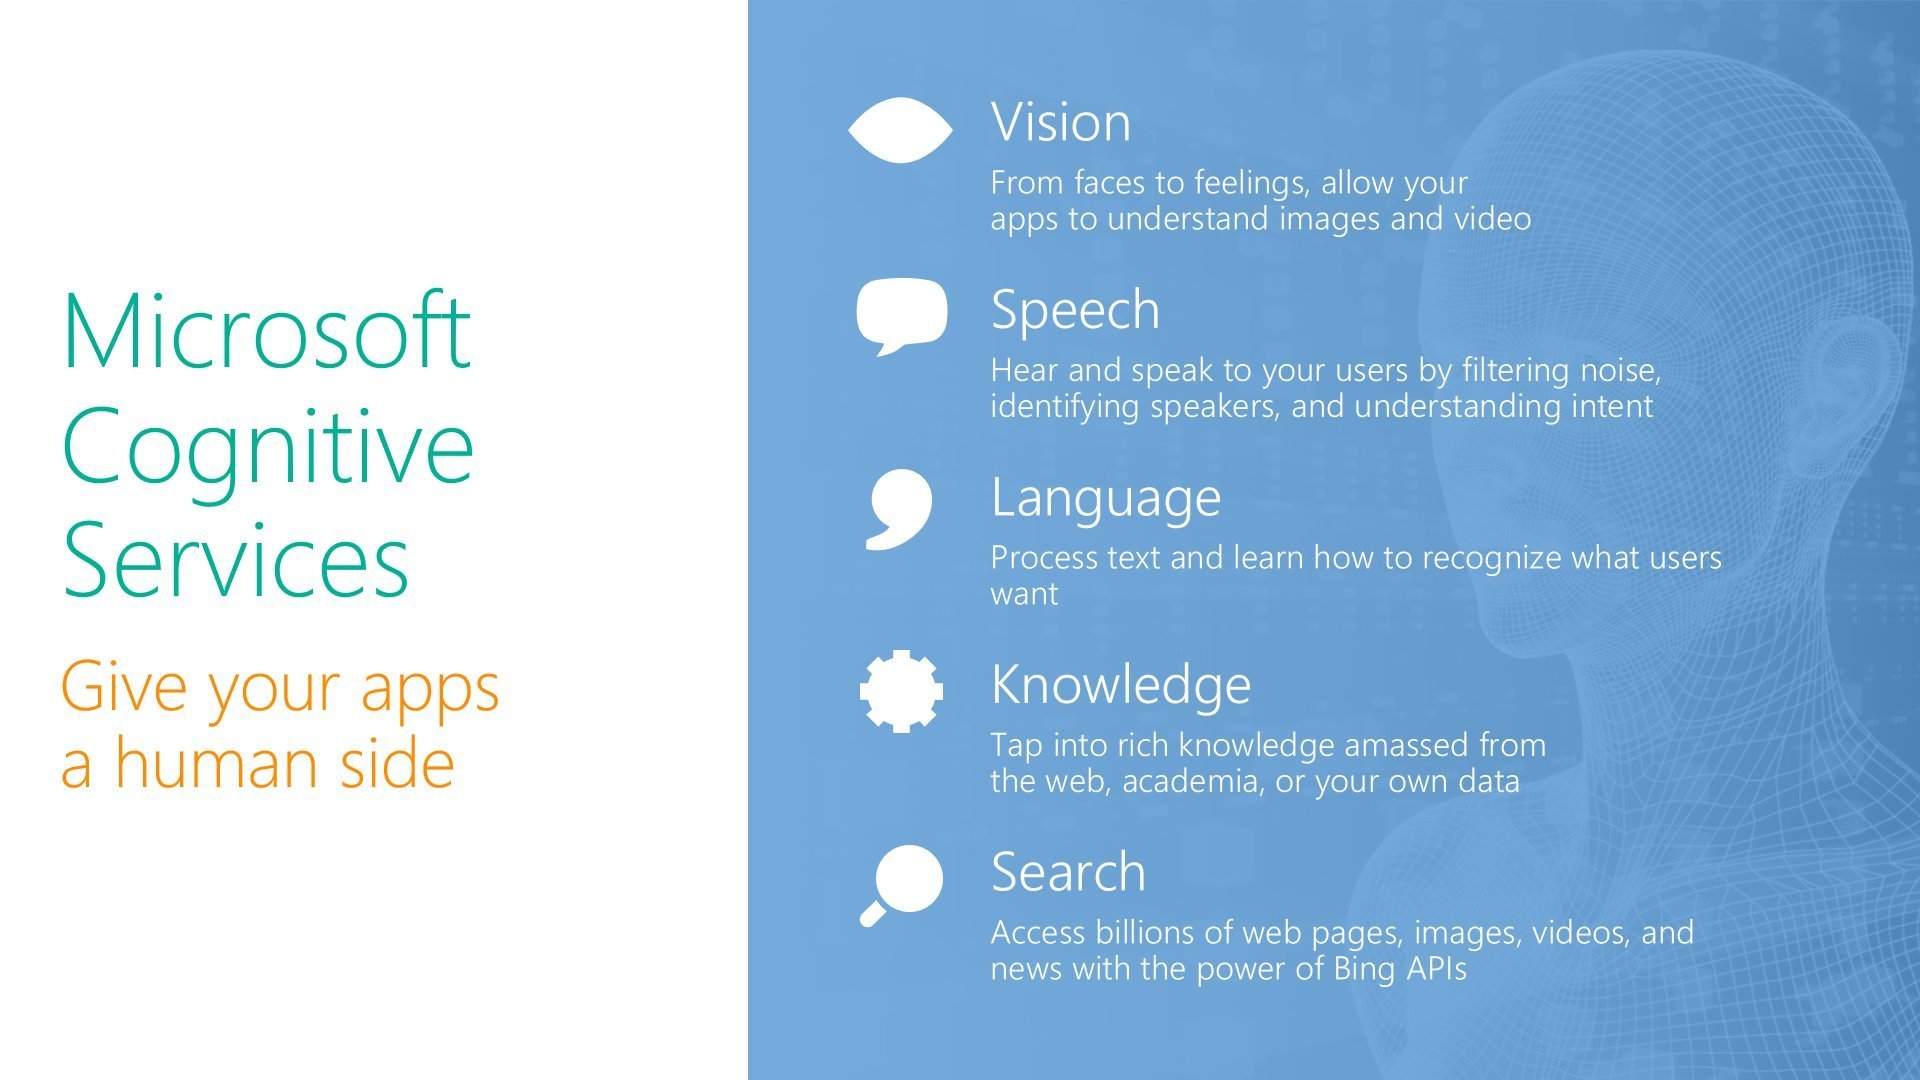 Microsoft
Cognitive
Services
Give your apps
a human side
Vision
From faces to feelings, allow your
apps to understand images and video
Speech
Hear and speak to your users by filtering noise,
identifying speakers, and understanding intent
Language
Process text and learn how to recognize what users
want
Knowledge
Tap into rich knowledge amassed from
the web, academia, or your own data
Search
Access billions of web pages, images, videos, and
news with the power of Bing APIs